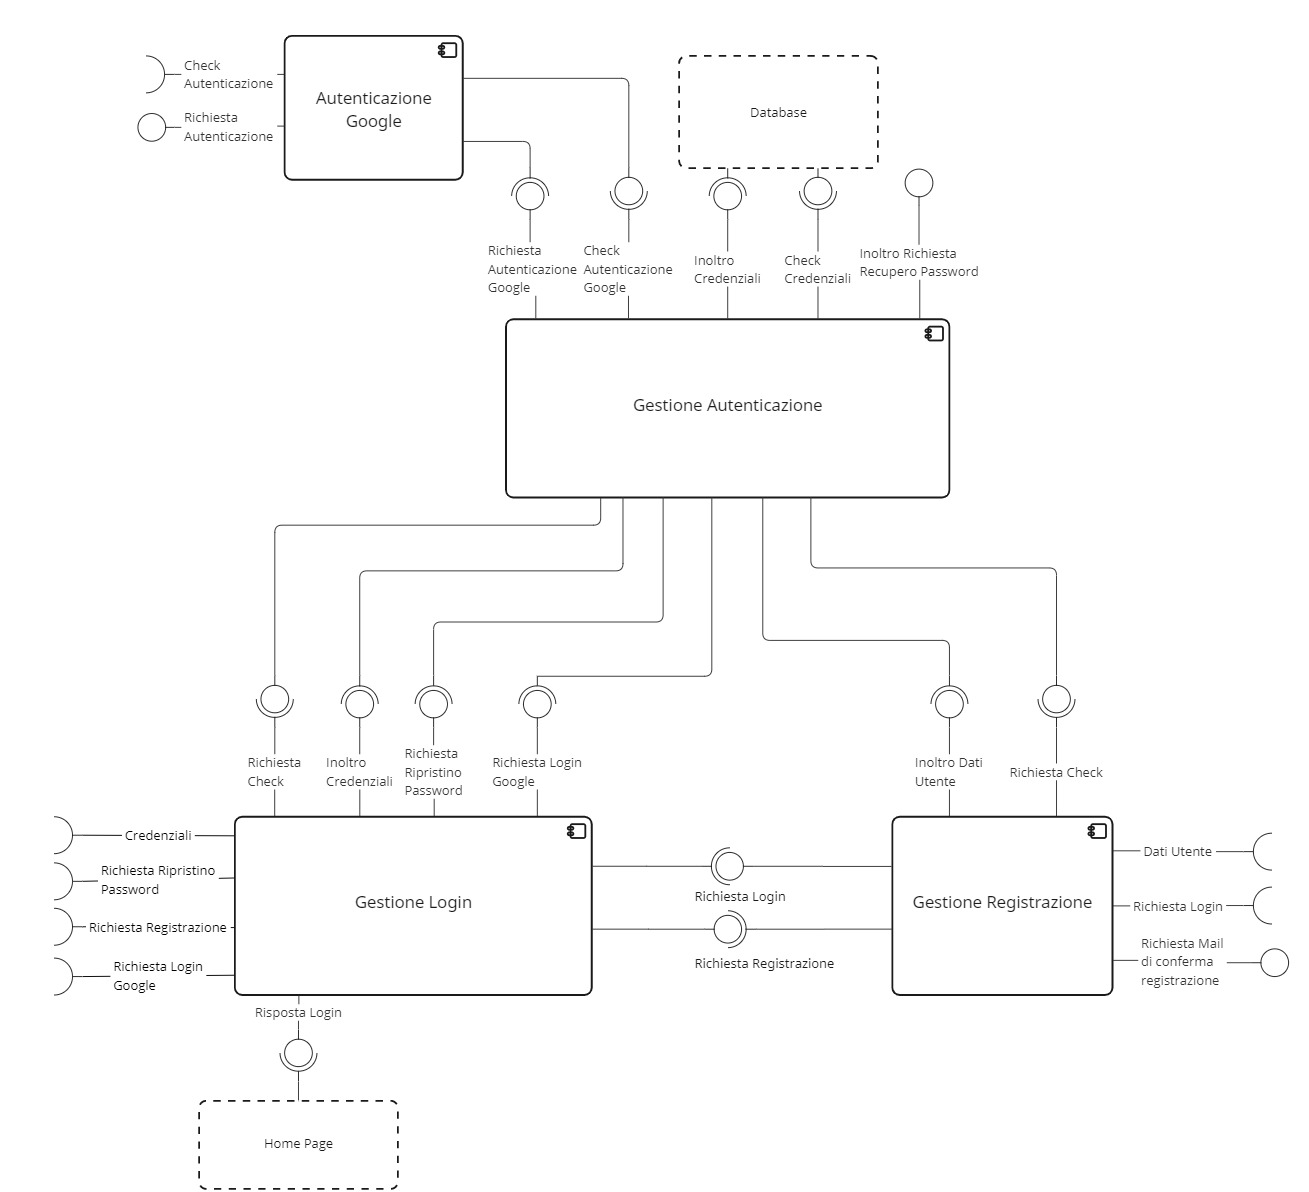 Check
Autenticazione
Richiesta
Autenticazione
Autenticazione
Google
Database
Richiesta
Autenticazione
Google
Check
Autenticazione
Google
Inoltro
Credenziali
Check
Credenziali
Inoltro Richiesta
Recupero Password
Gestione Autenticazione
Richiesta
Check
Inoltro
Credenziali
Richiesta
Ripristino
Password
Richiesta Login
Google
Inoltro Dati
Utente
Richiesta Check
Credenziali
Richiesta Ripristino
Password
Richiesta Registrazione
Richiesta Login
Google
Gestione Login
Richiesta Login
Richiesta Registrazione
Gestione Registrazione
Dati Utente
Richiesta Login
Richiesta Mail
di conferma
registrazione
Risposta Login
Home Page